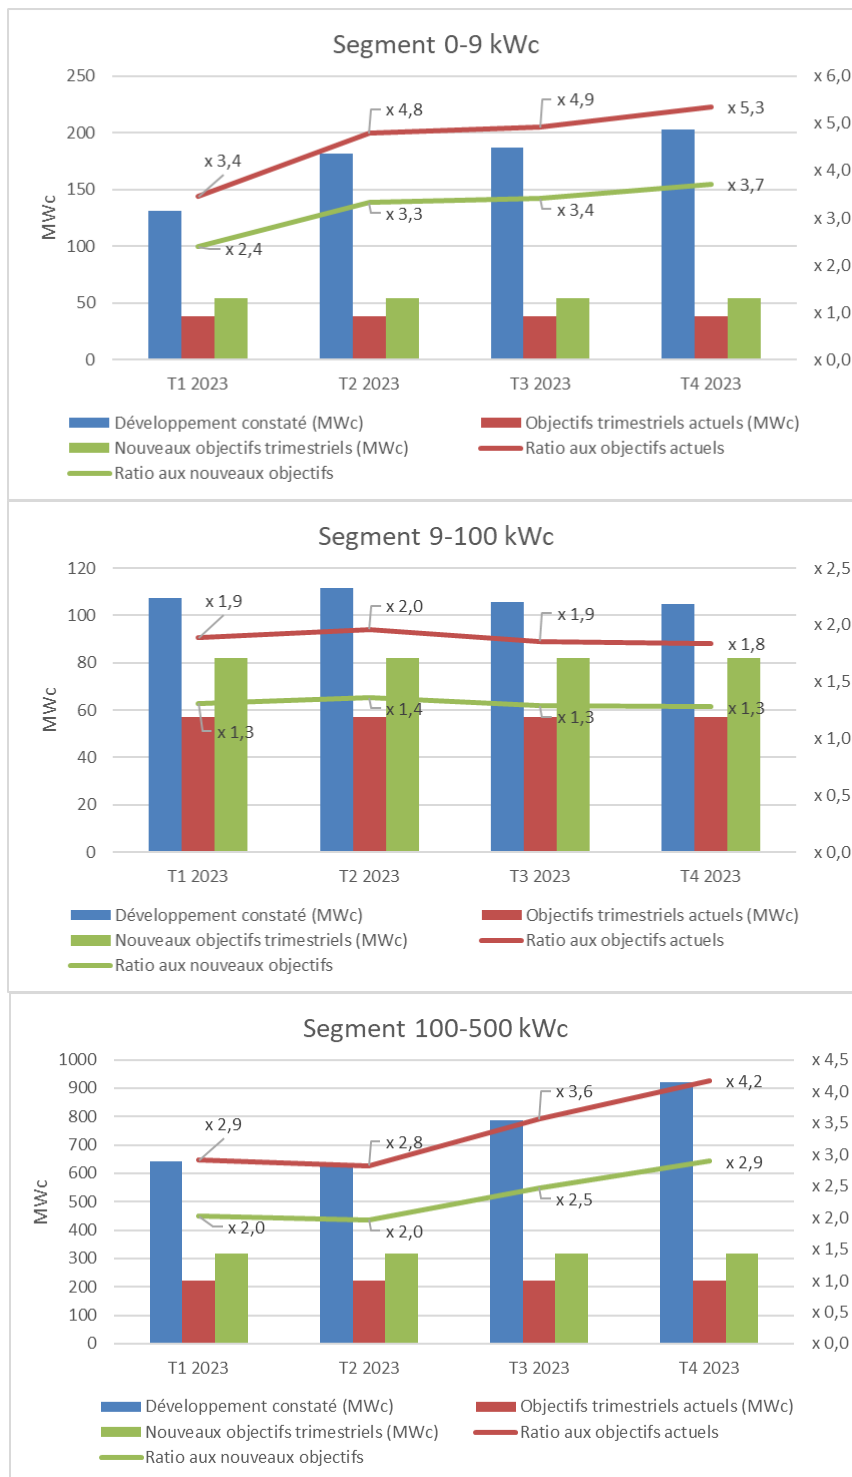 Segment 0-9 kWc
250
200
150
100
50
0
MWc
x 6,0
x 5,0
x 4,0
x 3,0
x 2,0
x 1,0
x 0,0
x 3,4
x 4,8
x 4,9
x 5,3
x 2,4
x 3,3
x 3,4
x 3,7
T1 2023 T2 2023 T3 2023 T4 2023
Développement constaté (MWc) Objectifs trimestriels actuels (MWc)
Nouveaux objectifs trimestriels (MWc) Ratio aux objectifs actuels
Ratio aux nouveaux objectifs
Segment 9-100 kWc
120
100
80
60
40
20
0
MWc
x 2,5
x 2,0
x 1,5
x 1,0
x 0,5
x 0,0
x 1,9
x 2,0
x 1,9
x 1,8
x 1,3
x 1,4
x 1,3
x 1,3
T1 2023 T2 2023 T3 2023 T4 2023
Développement constaté (MWc) Objectifs trimestriels actuels (MWc)
Nouveaux objectifs trimestriels (MWc) Ratio aux objectifs actuels
Ratio aux nouveaux objectifs
Segment 100-500 kWc
1000
900
800
700
600
500
400
300
200
100
0
MWc
x 4,5
x 4,0
x 3,5
x 3,0
x 2,5
x 2,0
x 1,5
x 1,0
x 0,5
x 0,0
x 2,9
x 2,8
x 3,6
x 4,2
x 2,0
x 2,0
x 2,5
x 2,9
T1 2023 T2 2023 T3 2023 T4 2023
Développement constaté (MWc) Objectifs trimestriels actuels (MWc)
Nouveaux objectifs trimestriels (MWc) Ratio aux objectifs actuels
Ratio aux nouveaux objectifs